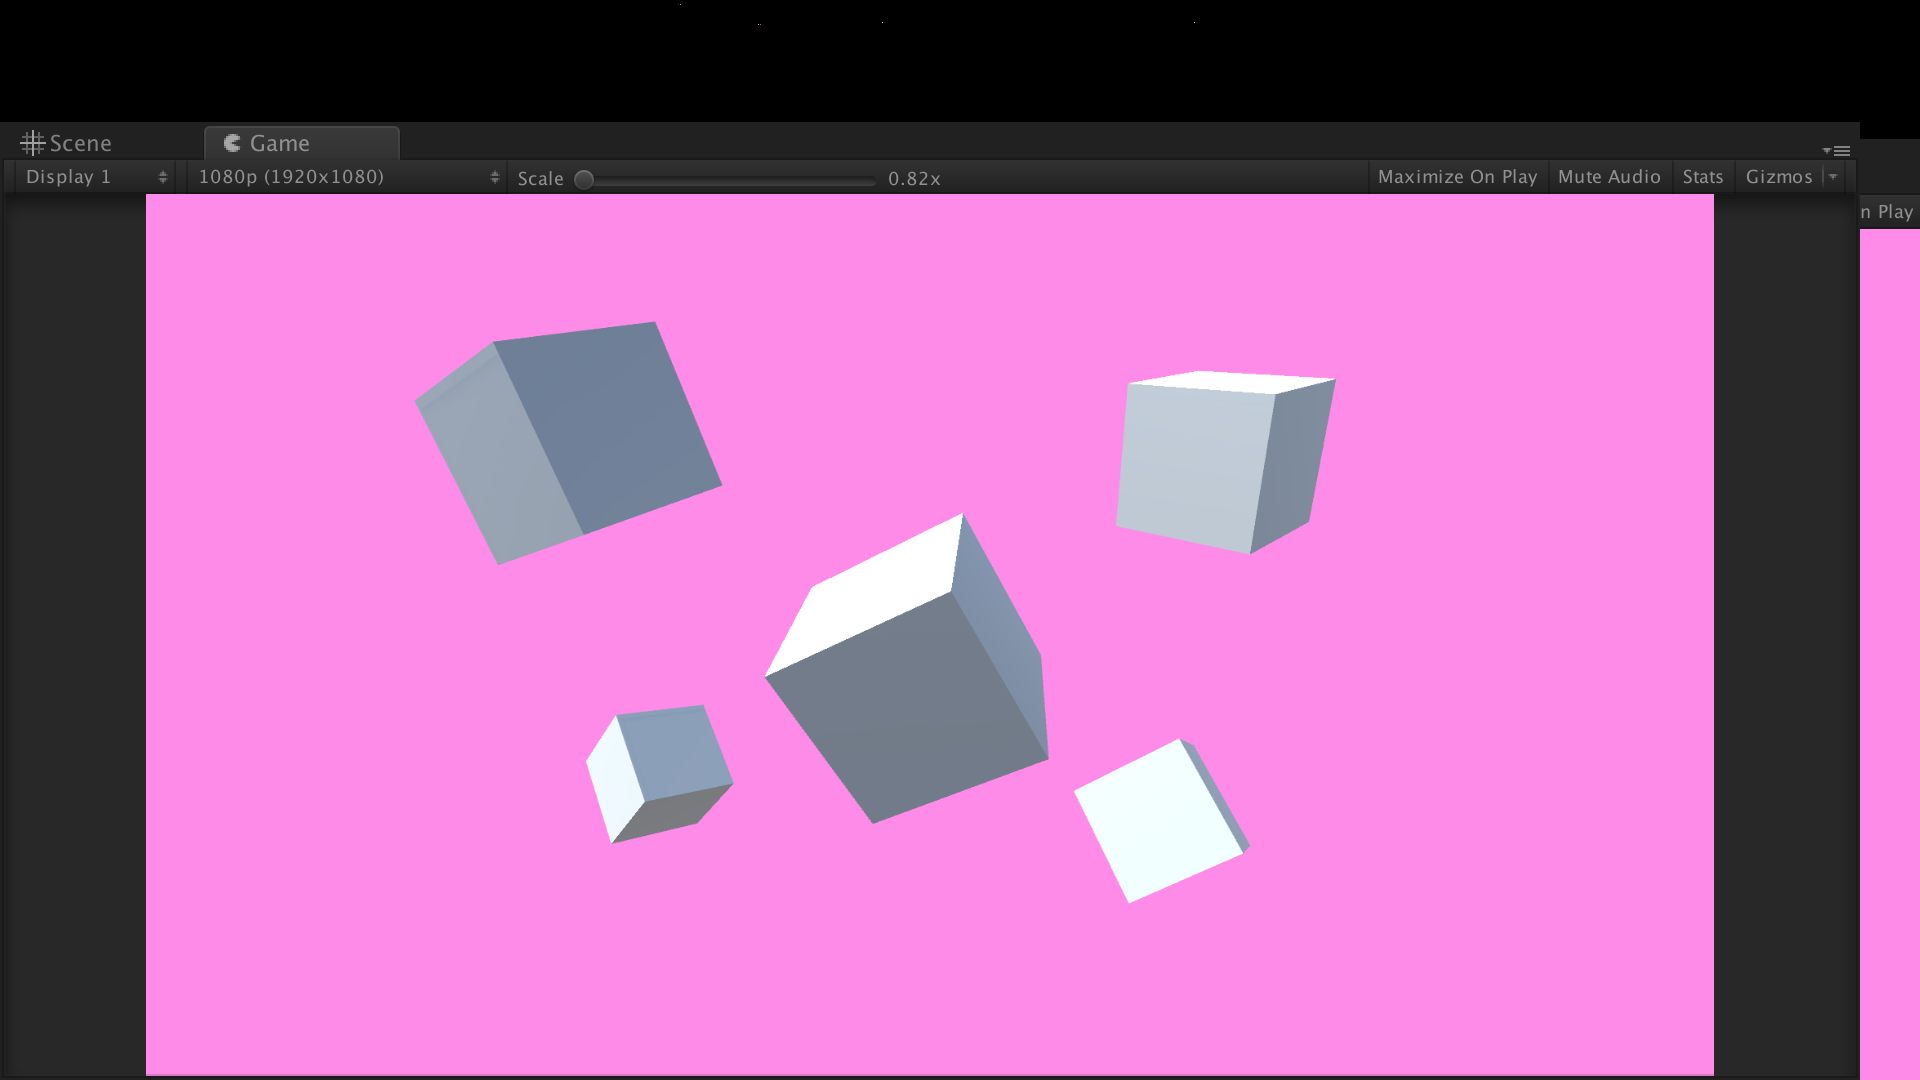 Scene
Game
Display 1
1080p (1920x1080)
Scale
0.82x
Maximize On Play
Mute Audio
Stats
Gizmos
n Play